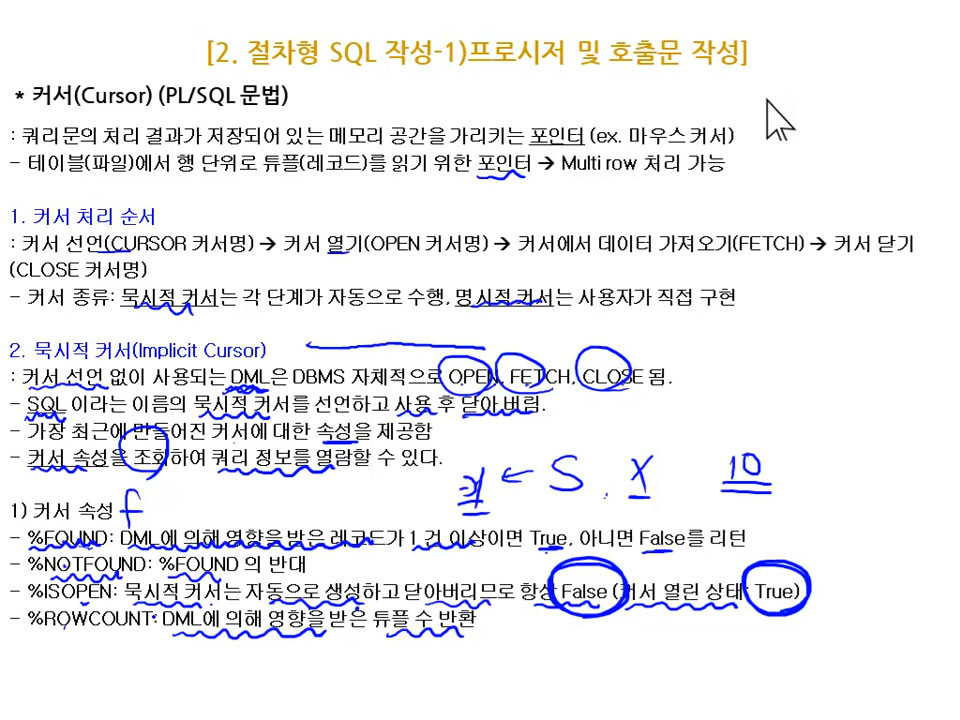 [2. 절차형 SQL 작성-1)프로시저 및 호출문 작성]
* 커서(Cursor) (PL/SQL 문법)
: 쿼리문의 처리 결과가 저장되어 있는 메모리 공간을 가리키는 포인터 (ex. 마우스 커서)
- 테이블(파일)에서 행 단위로 튜플(레코드)를 읽기 위한 포인터 → Multi row 처리 가능
1. 커서 처리 순서
: 커서 선언(CURSOR 커서명) → 커서 열기(OPEN 커서명) → 커서에서 데이터 가져오기(FETCH) → 커서 닫기
(CLOSE 커서명)
- 커서 종류: 묵시적 커서는 각 단계가 자동으로 수행, 명시적 커서는 사용자가 직접 구현
2. 묵시적 커서(Implicit Cursor)
: 커서 선언 없이 사용되는 DML은 DBMS 자체적으로 OPEN, FETCH, CLOSE 됨.
- SQL 이라는 이름의 묵시적 커서를 선언하고 사용 후 닫아 버림.
- 가장 최근에 만들어진 커서에 대한 속성을 제공함
- 커서 속성을 조회하여 쿼리 정보를 열람할 수 있다.
← S X 10
1) 커서 속성 f
- %FOUND: DML에 의해 영향을 받은 레코드가 1 건 이상이면 True, 아니면 False를 리턴
- %NOTFOUND: %FOUND 의 반대
- %ISOPEN: 묵시적 커서는 자동으로 생성하고 닫아버리므로 항상 False (커서 열린 상태: True)
- %ROWCOUNT: DML에 의해 영향을 받은 튜플 수 반환